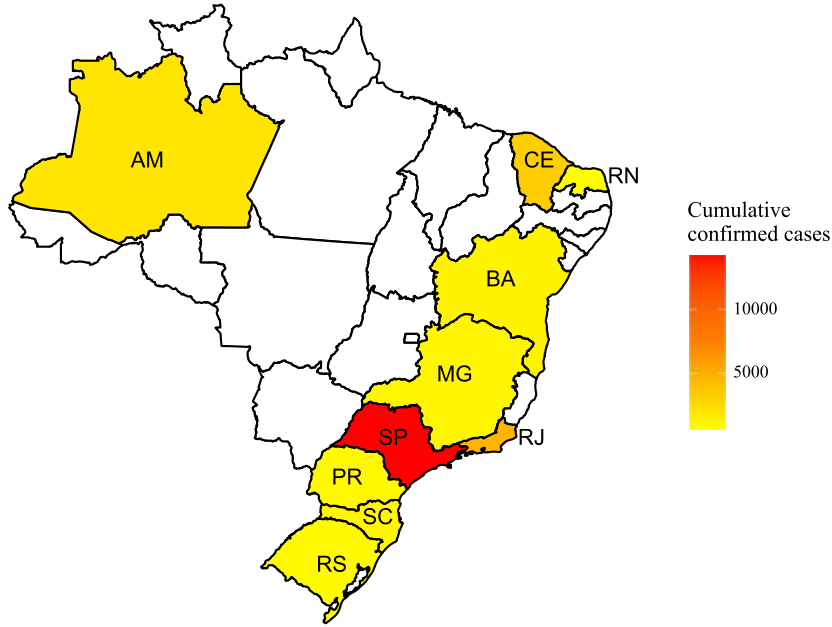 AM
CE
RN
Cumulative
confirmed cases
BA
10000
5000
MG
SP
RJ
PR
SC
RS